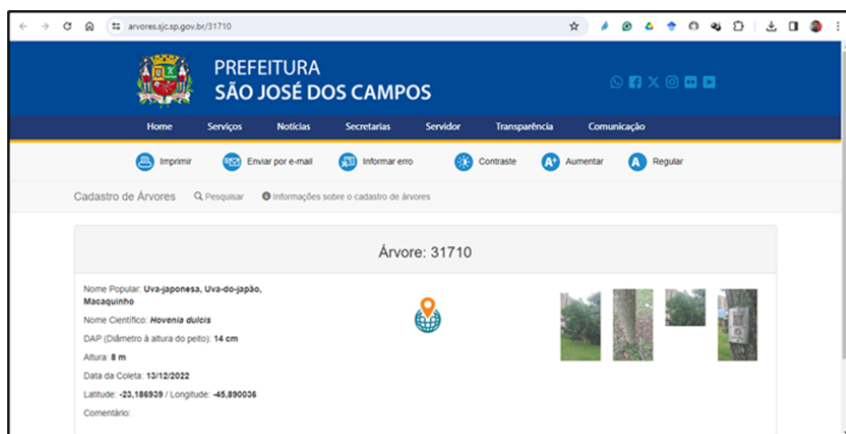 arvores.sjc.sp.gov.br/31710
PREFEITURA
SÃO JOSÉ DOS CAMPOS
Home Serviços Notícias Secretarias Servidor Transparência Comunicação
Imprimir Enviar por e-mail Informar erro Contraste A+ Aumentar A Regular
Cadastro de Árvores Pesquisar Informações sobre o cadastro de árvores
Árvore: 31710
Nome Popular: Uva-japonesa, Uva-do-japão,
Macaquinho
Nome Científico: Hovenia dulcis
DAP (Diâmetro à altura do peito): 14 cm
Altura: 8 m
Data da Coleta: 13/12/2022
Latitude: -23,186939 / Longitude: -45,890036
Comentário: